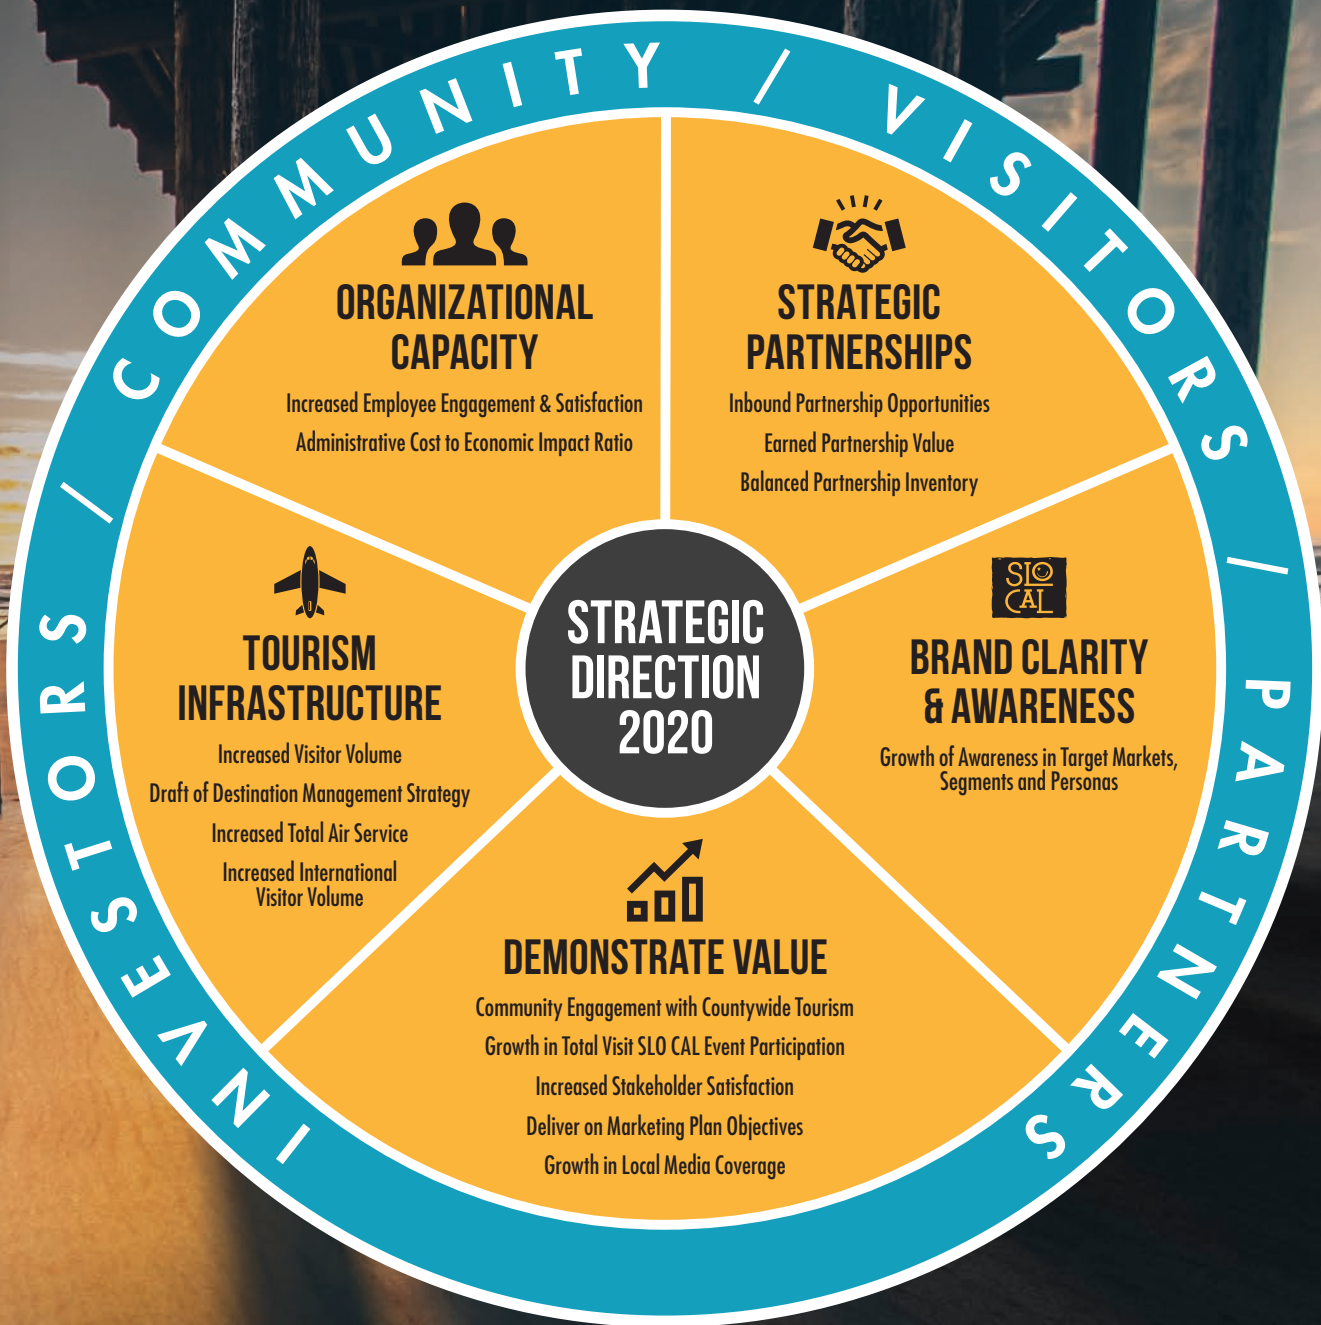 INVESTORS / COMMUNITY / VISITORS / PARTNERS
ORGANIZATIONAL
CAPACITY
Increased Employee Engagement & Satisfaction
Administrative Cost to Economic Impact Ratio
STRATEGIC
PARTNERSHIPS
Inbound Partnership Opportunities
Earned Partnership Value
Balanced Partnership Inventory
TOURISM
INFRASTRUCTURE
Increased Visitor Volume
Draft of Destination Management Strategy
Increased Total Air Service
Increased International
Visitor Volume
STRATEGIC
DIRECTION
2020
SLO
CAL
BRAND CLARITY
& AWARENESS
Growth of Awareness in Target Markets,
Segments and Personas
DEMONSTRATE VALUE
Community Engagement with Countywide Tourism
Growth in Total Visit SLO CAL Event Participation
Increased Stakeholder Satisfaction
Deliver on Marketing Plan Objectives
Growth in Local Media Coverage